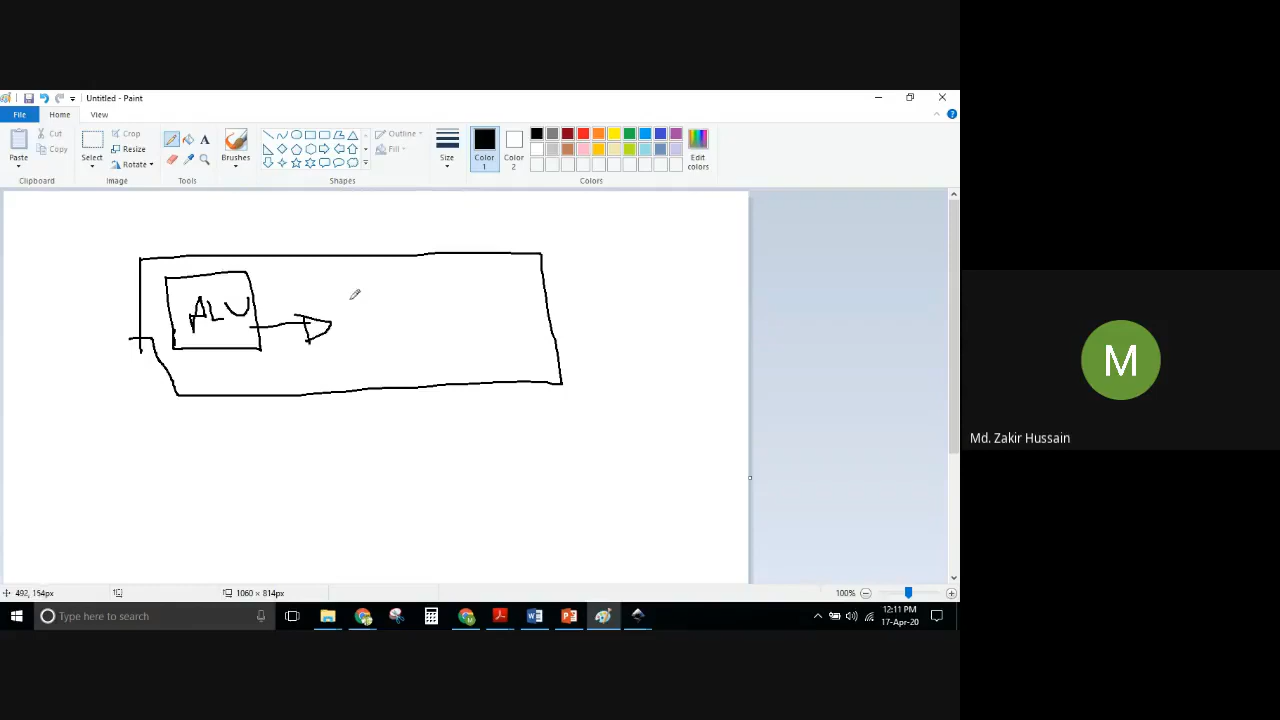 Untitled - Paint
File
Home
View
Paste
Cut
Copy
Clipboard
Select
Crop
Resize
Rotate
Image
A
Tools
Brushes
Shapes
Outline
Fill
Size
Color 1
Color 2
Edit colors
Colors
ALU
M
Md. Zakir Hussain
492, 154px
1060 × 814px
100%
Type here to search
12:11 PM
17-Apr-20